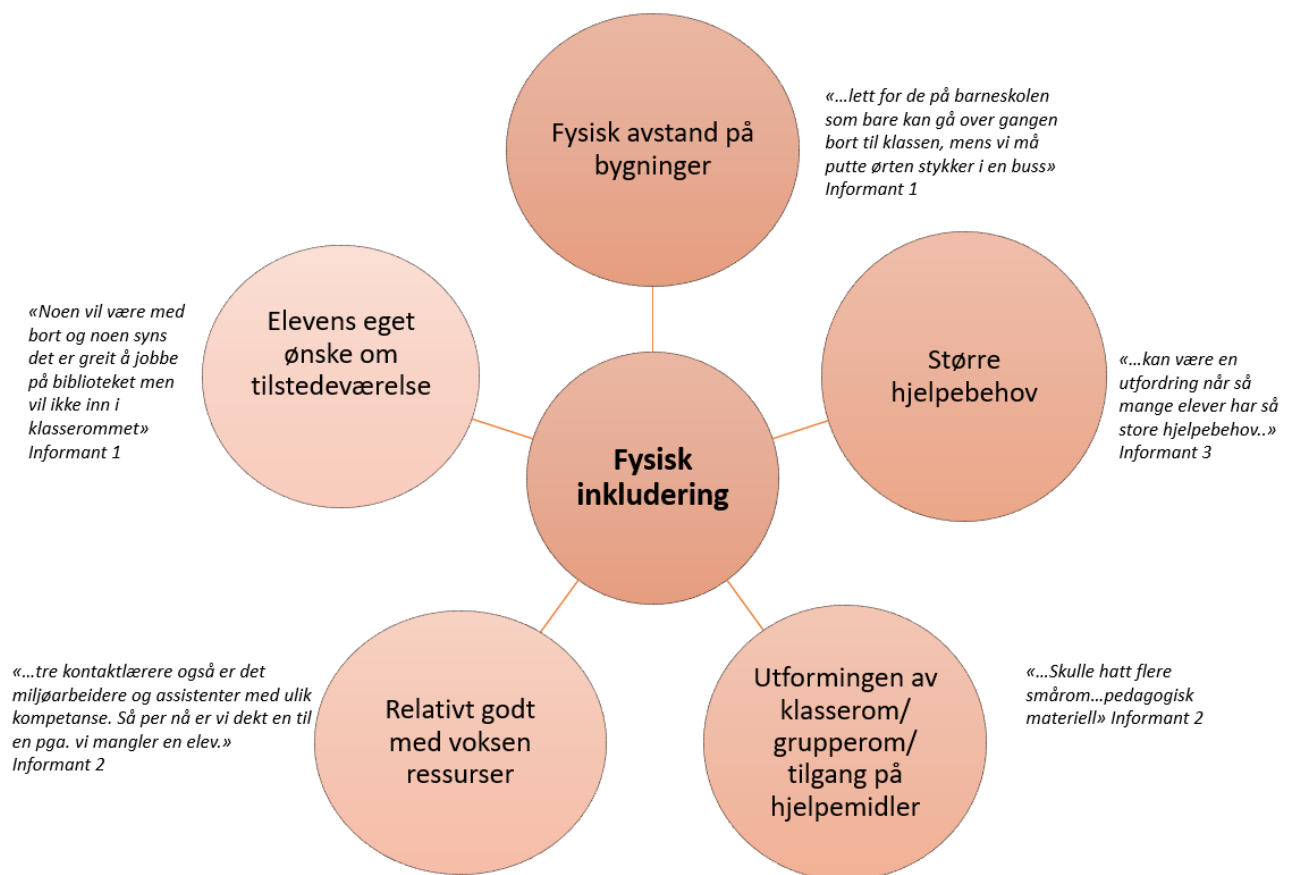 Fysisk avstand på
bygninger
«…lett for de på barneskolen
som bare kan gå over gangen
bort til klassen, mens vi må
putte ørten stykker i en buss»
Informant 1
«Noen vil være med
bort og noen syns
det er greit å jobbe
på biblioteket men
vil ikke inn i
klasserommet»
Informant 1
Elevens eget
ønske om
tilstedeværelse
Større
hjelpebehov
«…kan være en
utfordring når så
mange elever har så
store hjelpebehov..»
Informant 3
Fysisk
inkludering
«…tre kontaktlærere også er det
miljøarbeidere og assistenter med ulik
kompetanse. Så per nå er vi dekt en til
en pga. vi mangler en elev.»
Informant 2
Relativt godt
med voksen
ressurser
Utformingen av
klasserom/
grupperom/
tilgang på
hjelpemidler
«…Skulle hatt flere
smårom…pedagogisk
materiell» Informant 2